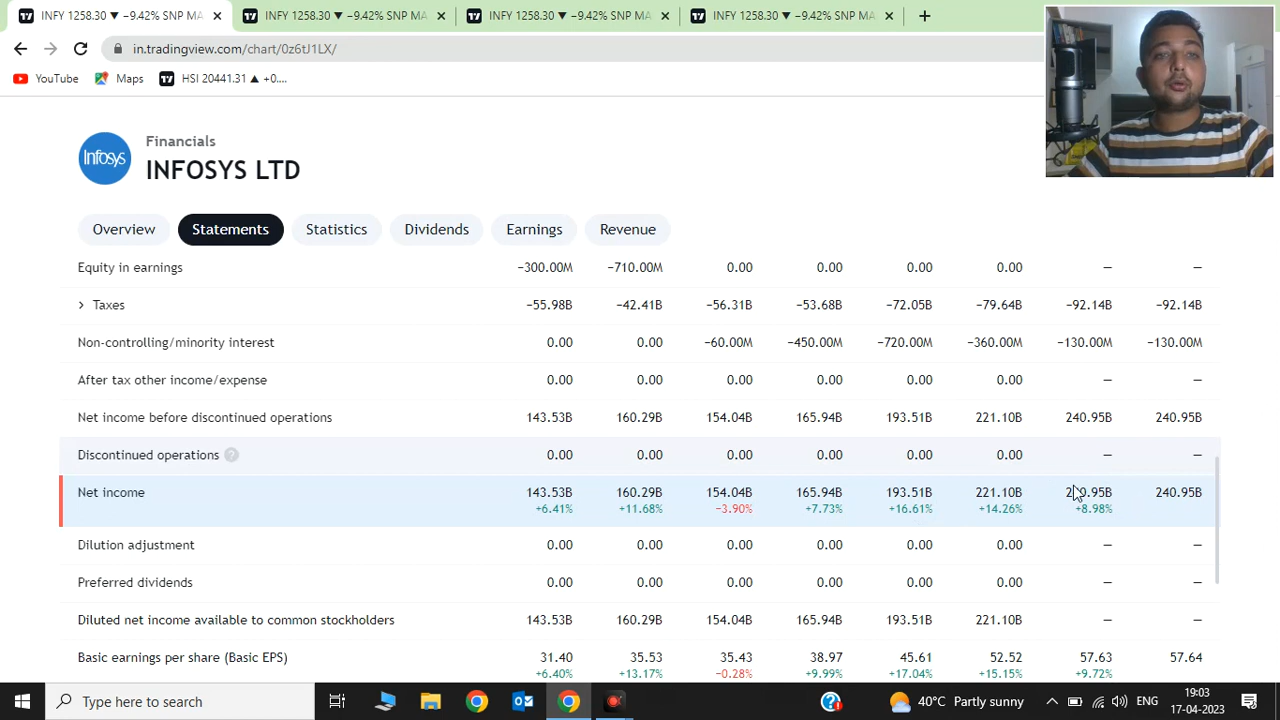 INFY 1258.30 ▼ −9.42% SNP MA
INFY 1258.30 ▼ −9.42% SNP MA
INFY 1258.30 ▼ −9.42% SNP MA
INFY 1258.30 ▼ −9.42% SNP MA
in.tradingview.com/chart/0z6tJ1LX/
YouTube Maps HSI 20441.31 ▲ +0....
Infosys
Financials
INFOSYS LTD
Overview Statements Statistics Dividends Earnings Revenue
Equity in earnings −300.00M −710.00M 0.00 0.00 0.00 0.00 — —
Taxes −55.98B −42.41B −56.31B −53.68B −72.05B −79.64B −92.14B −92.14B
Non-controlling/minority interest 0.00 0.00 −60.00M −450.00M −720.00M −360.00M −130.00M −130.00M
After tax other income/expense 0.00 0.00 0.00 0.00 0.00 0.00 — —
Net income before discontinued operations 143.53B 160.29B 154.04B 165.94B 193.51B 221.10B 240.95B 240.95B
Discontinued operations ? 0.00 0.00 0.00 0.00 0.00 0.00 — —
Net income 143.53B 160.29B 154.04B 165.94B 193.51B 221.10B 240.95B 240.95B
+6.41% +11.68% −3.90% +7.73% +16.61% +14.26% +8.98%
Dilution adjustment 0.00 0.00 0.00 0.00 0.00 0.00 — —
Preferred dividends 0.00 0.00 0.00 0.00 0.00 0.00 — —
Diluted net income available to common stockholders 143.53B 160.29B 154.04B 165.94B 193.51B 221.10B — —
Basic earnings per share (Basic EPS) 31.40 35.53 35.43 38.97 45.61 52.52 57.63 57.64
+6.40% +13.17% −0.28% +9.99% +17.04% +15.15% +9.72%
Type here to search 40°C Partly sunny ENG 19:03
17-04-2023